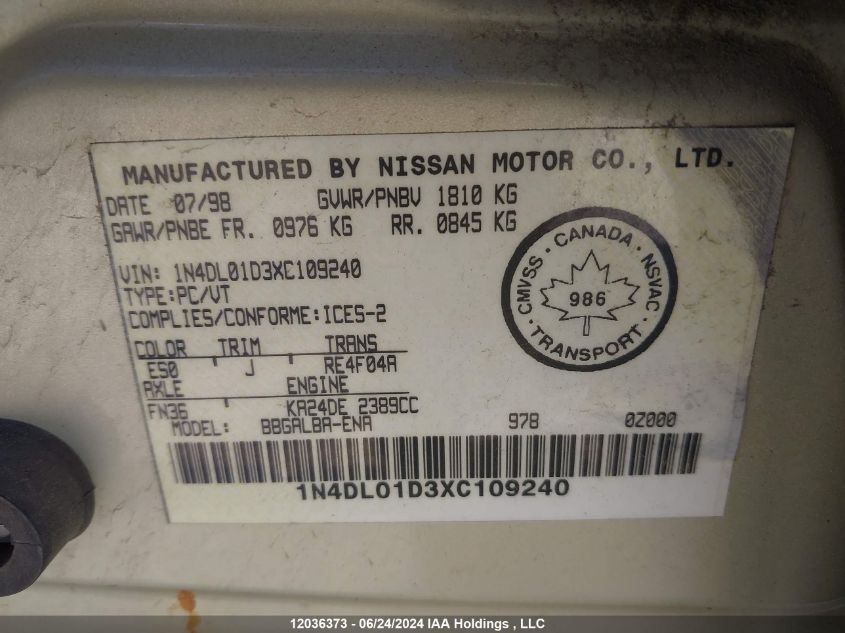 MANUFACTURED BY NISSAN MOTOR CO., LTD.
DATE 07/98 GVWR/PNBV 1810 KG
GAWR/PNBE FR. 0976 KG RR. 0845 KG
VIN: 1N4DL01D3XC109240
TYPE:PC/VT
COMPLIES/CONFORME:ICES-2
COLOR TRIM TRANS
ES0 ' J ' RE4F04A
AXLE ENGINE
FN36 ' KA24DE 2389CC
MODEL: BBGALBA-ENA 978 0Z000
1N4DL01D3XC109240
CMVSS · CANADA · NSVAC · TRANSPORT ·
986
12036373 - 06/24/2024 IAA Holdings , LLC